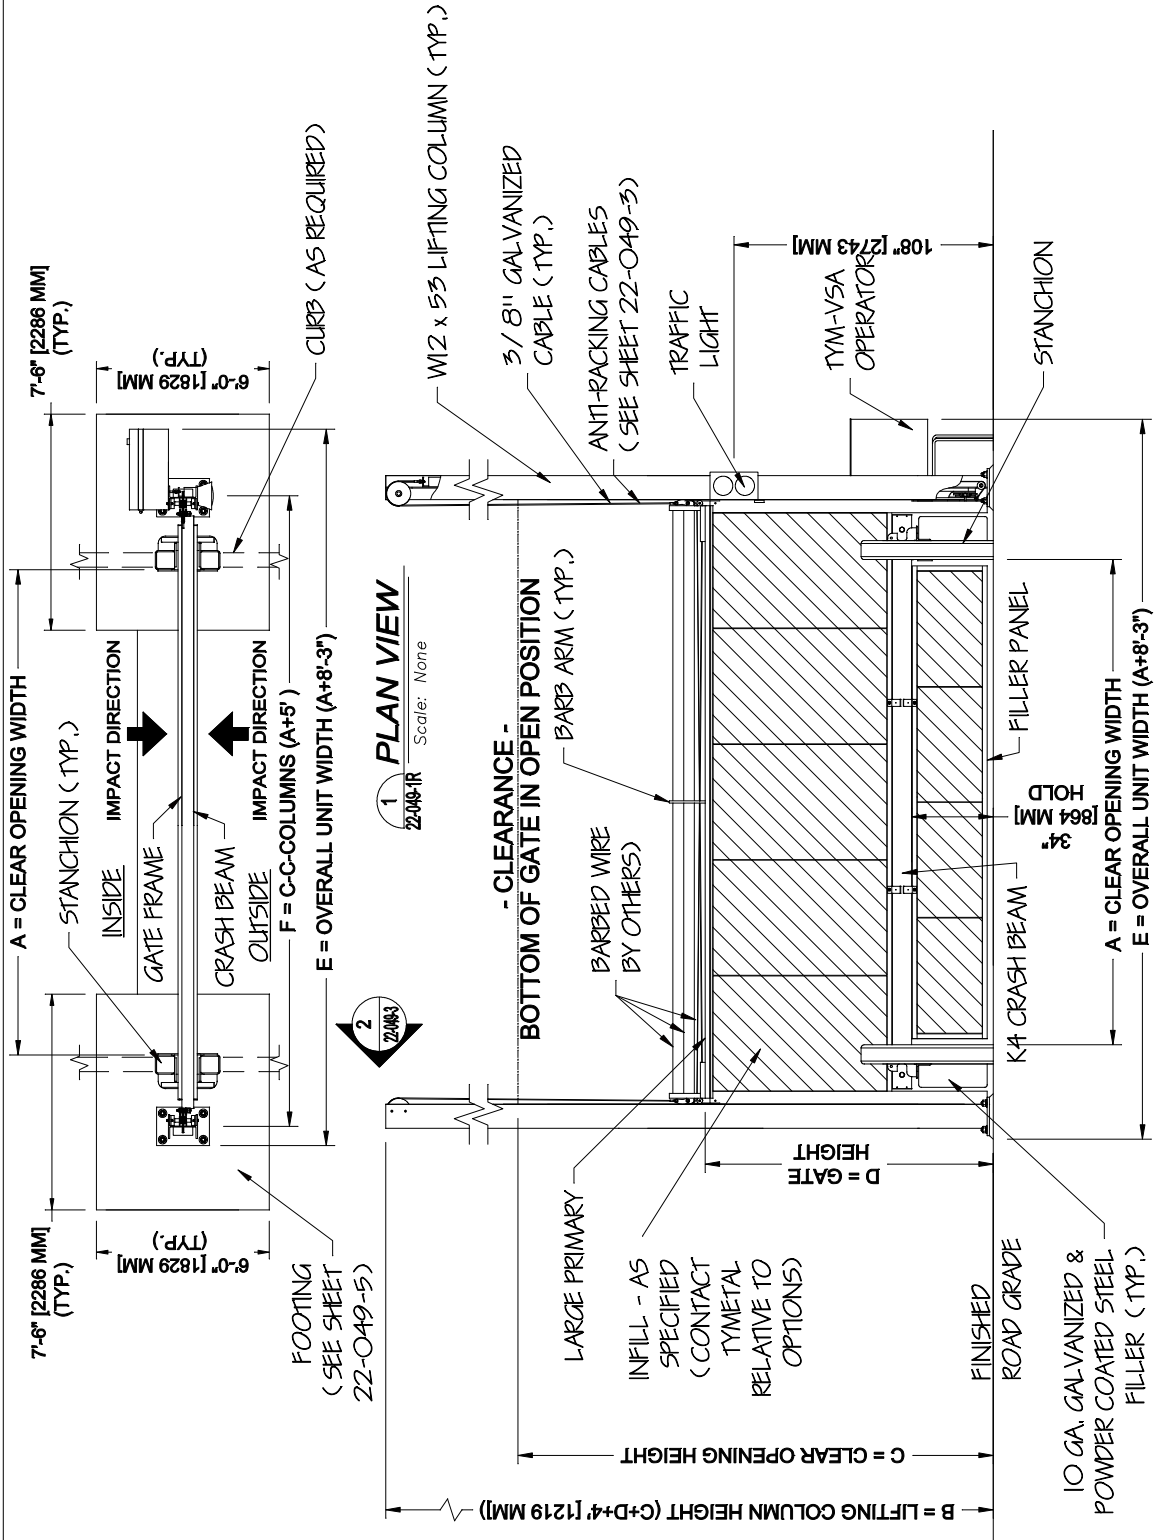 7'-6" [2286 MM]
(TYP.)
A = CLEAR OPENING WIDTH
7'-6" [2286 MM]
(TYP.)
6'-0" [1829 MM]
(TYP.)
6'-0" [1829 MM]
(TYP.)
STANCHION (TYP.)
INSIDE
IMPACT DIRECTION
GATE FRAME
CRASH BEAM
OUTSIDE
IMPACT DIRECTION
CURB (AS REQUIRED)
FOOTING
(SEE SHEET
22-049-5)
F = C-C-COLUMNS (A+5')
E = OVERALL UNIT WIDTH (A+8'-3")
1
22-049-1R
PLAN VIEW
Scale: None
2
22-049-3
W12 x 53 LIFTING COLUMN (TYP.)
3/8" GALVANIZED
CABLE (TYP.)
ANTI-RACKING CABLES
(SEE SHEET 22-049-3)
- CLEARANCE -
BOTTOM OF GATE IN OPEN POSITION
BARB ARM (TYP.)
BARBED WIRE
BY OTHERS)
TRAFFIC
LIGHT
108" [2743 MM]
TYM-VSA
OPERATOR
STANCHION
LARGE PRIMARY
INFILL - AS
SPECIFIED
(CONTACT
TYMETAL
RELATIVE TO
OPTIONS)
D = GATE
HEIGHT
C = CLEAR OPENING HEIGHT
B = LIFTING COLUMN HEIGHT (C+D+4' [1219 MM])
FINISHED
ROAD GRADE
10 GA. GALVANIZED &
POWDER COATED STEEL
FILLER (TYP.)
K4 CRASH BEAM
34"
[864 MM]
HOLD
FILLER PANEL
A = CLEAR OPENING WIDTH
E = OVERALL UNIT WIDTH (A+8'-3")